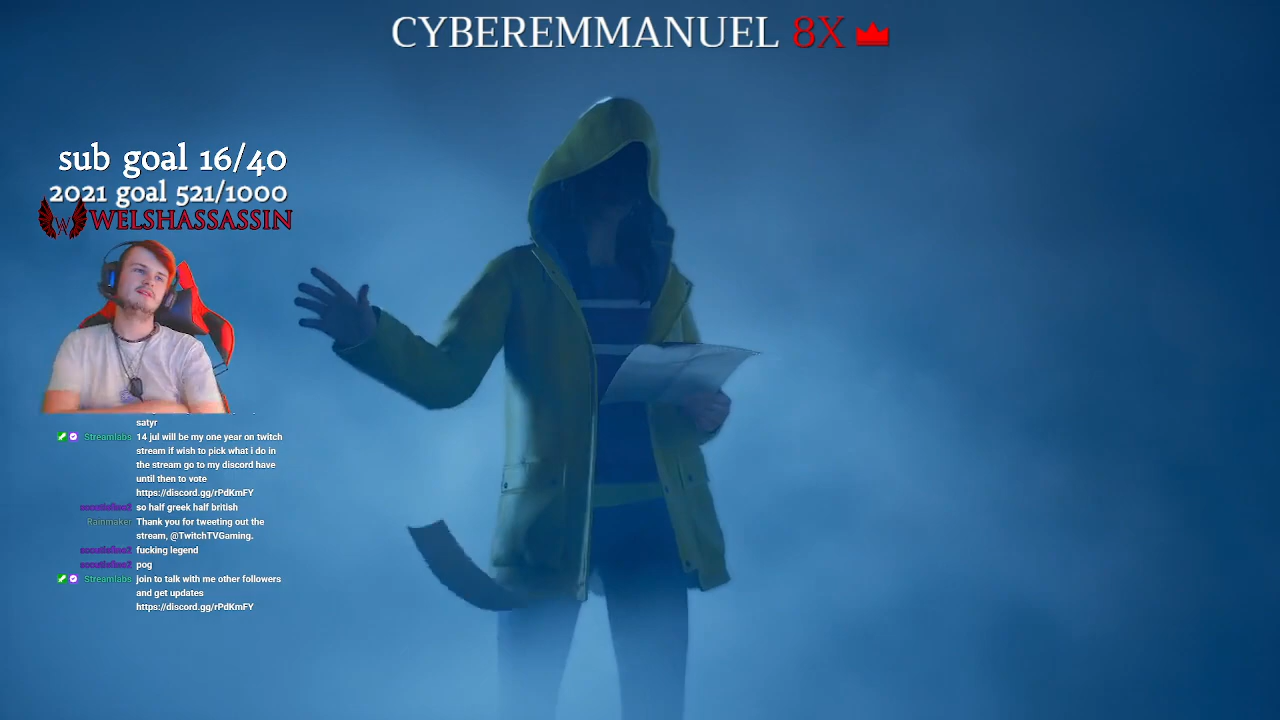 CYBEREMMANUEL 8X
sub goal 16/40
2021 goal 521/1000
WELSHASSASSIN
satyr
Streamlabs 14 jul will be my one year on twitch
stream if wish to pick what i do in
the stream go to my discord have
until then to vote
https://discord.gg/rPdKmFY
so half greek half british
Rainmaker Thank you for tweeting out the
stream, @TwitchTVGaming.
fucking legend
pog
Streamlabs join to talk with me other followers
and get updates
https://discord.gg/rPdKmFY